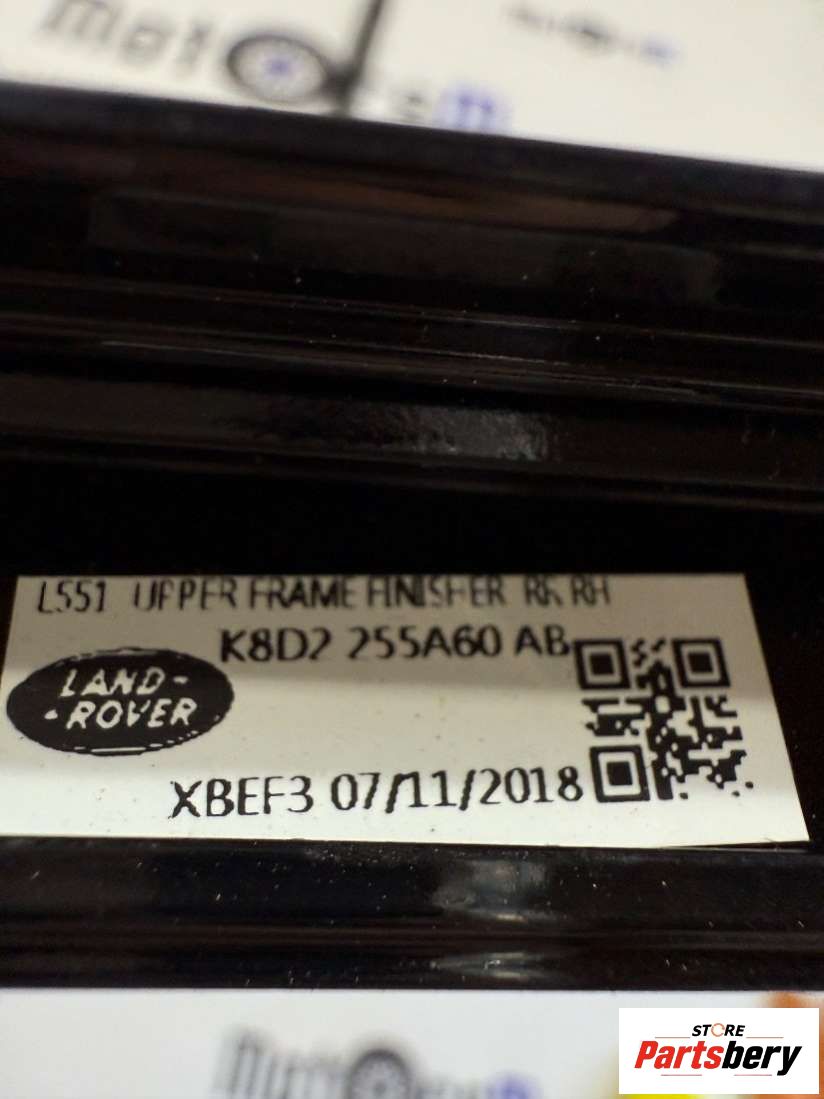 L551 UPPER FRAME FINISHER RR RH
K8D2 255A60 AB
LAND-
-ROVER
XBEF3 07/11/2018
STORE
Partsbery